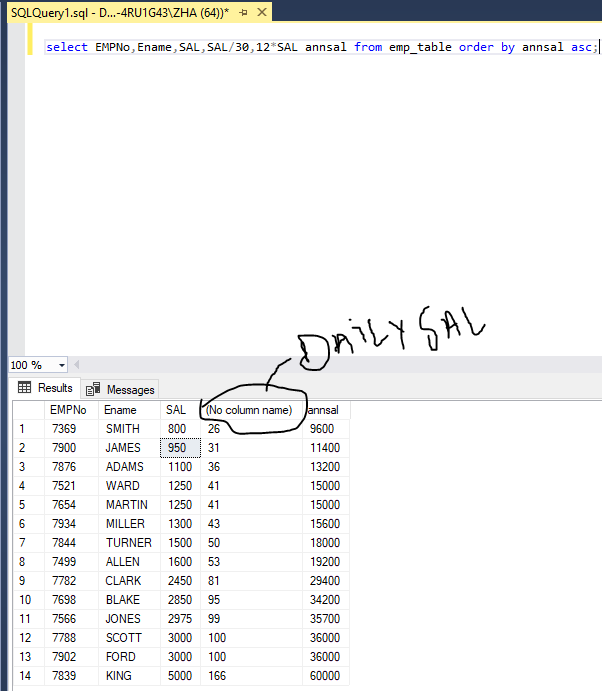 SQLQuery1.sql - D...-4RU1G43\ZHA (64))*
select EMPNo,Ename,SAL,SAL/30,12*SAL annsal from emp_table order by annsal asc;
DAiLY SAL
100 %
Results Messages
EMPNo Ename SAL (No column name) annsal
1 7369 SMITH 800 26 9600
2 7900 JAMES 950 31 11400
3 7876 ADAMS 1100 36 13200
4 7521 WARD 1250 41 15000
5 7654 MARTIN 1250 41 15000
6 7934 MILLER 1300 43 15600
7 7844 TURNER 1500 50 18000
8 7499 ALLEN 1600 53 19200
9 7782 CLARK 2450 81 29400
10 7698 BLAKE 2850 95 34200
11 7566 JONES 2975 99 35700
12 7788 SCOTT 3000 100 36000
13 7902 FORD 3000 100 36000
14 7839 KING 5000 166 60000